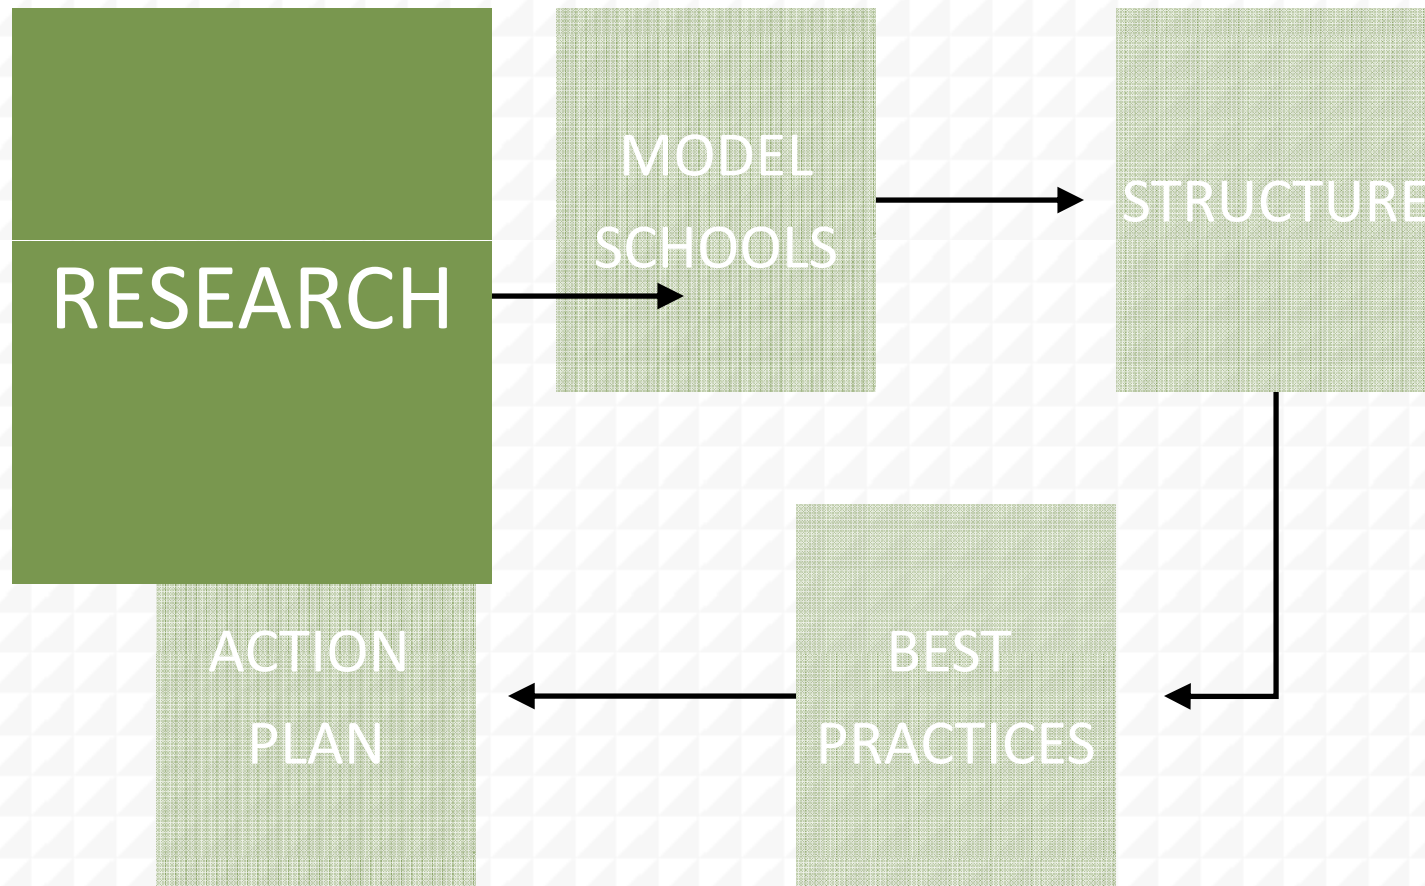 RESEARCH
MODEL
SCHOOLS
STRUCTURE
BEST
PRACTICES
ACTION
PLAN